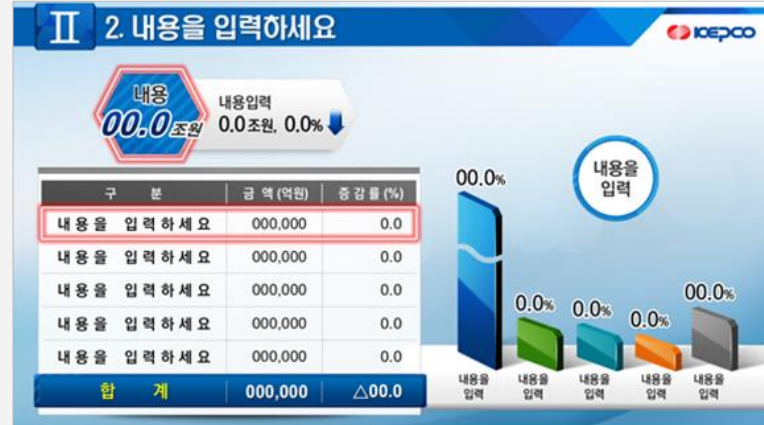 Ⅱ 2. 내용을 입력하세요
KEPCO
내용
00.0조원
내용입력
0.0조원, 0.0%
구 분 금 액(억원) 증감률(%)
내용을 입력하세요 000,000 0.0
내용을 입력하세요 000,000 0.0
내용을 입력하세요 000,000 0.0
내용을 입력하세요 000,000 0.0
내용을 입력하세요 000,000 0.0
합 계 000,000 △00.0
내용을
입력
00.0%
0.0%
0.0%
0.0%
00.0%
내용을
입력
내용을
입력
내용을
입력
내용을
입력
내용을
입력